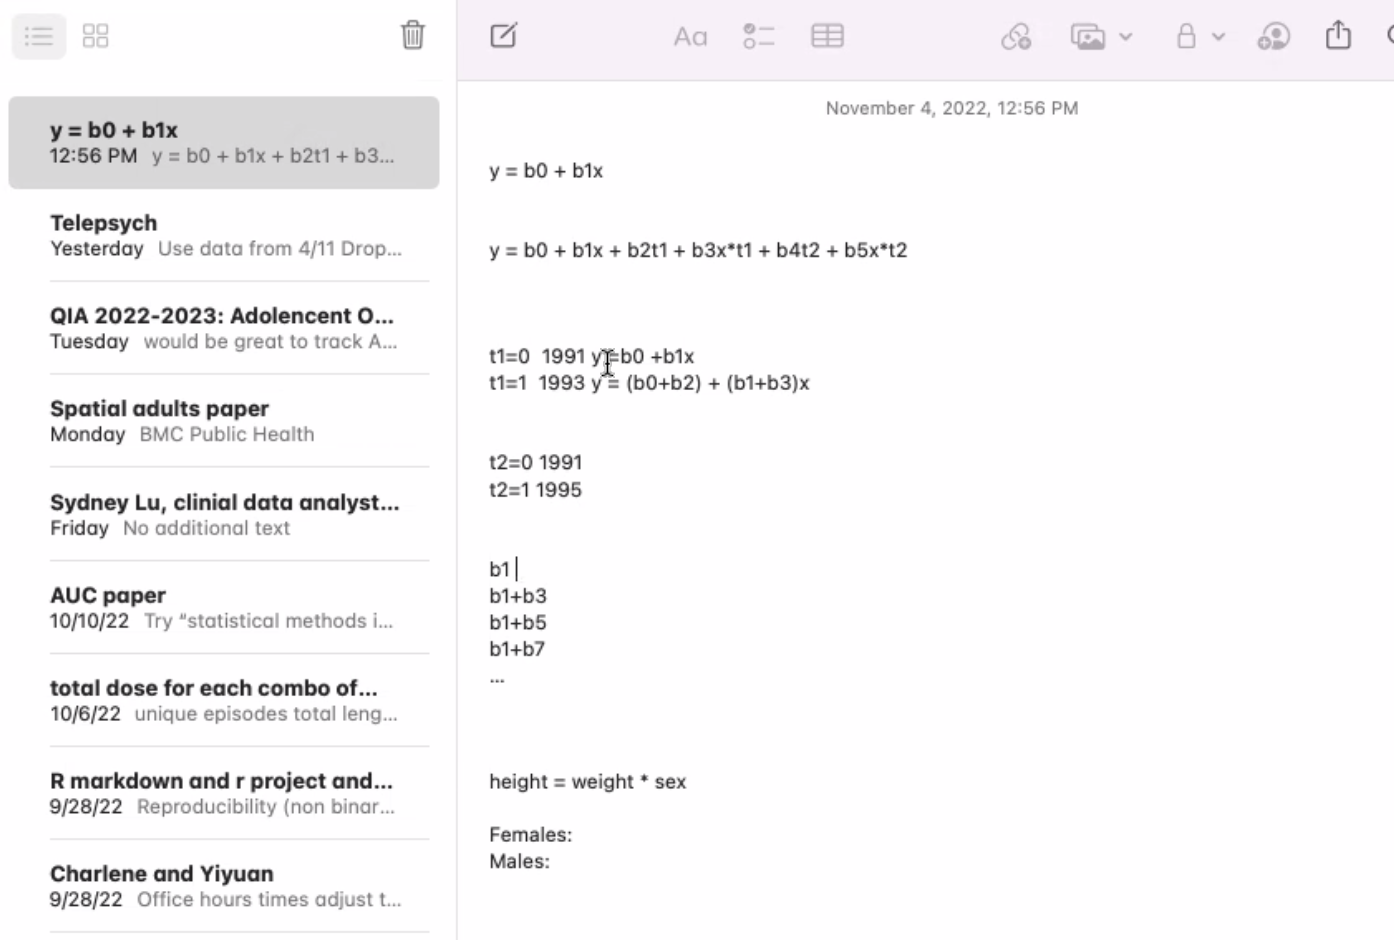 y = b0 + b1x
12:56 PM y = b0 + b1x + b2t1 + b3...
Telepsych
Yesterday Use data from 4/11 Drop...
QIA 2022-2023: Adolencent O...
Tuesday would be great to track A...
Spatial adults paper
Monday BMC Public Health
Sydney Lu, clinial data analyst...
Friday No additional text
AUC paper
10/10/22 Try “statistical methods i...
total dose for each combo of...
10/6/22 unique episodes total leng...
R markdown and r project and...
9/28/22 Reproducibility (non binar...
Charlene and Yiyuan
9/28/22 Office hours times adjust t...
Aa
November 4, 2022, 12:56 PM
y = b0 + b1x
y = b0 + b1x + b2t1 + b3x*t1 + b4t2 + b5x*t2
t1=0 1991 y =b0 +b1x
t1=1 1993 y = (b0+b2) + (b1+b3)x
t2=0 1991
t2=1 1995
b1
b1+b3
b1+b5
b1+b7
...
height = weight * sex
Females:
Males: